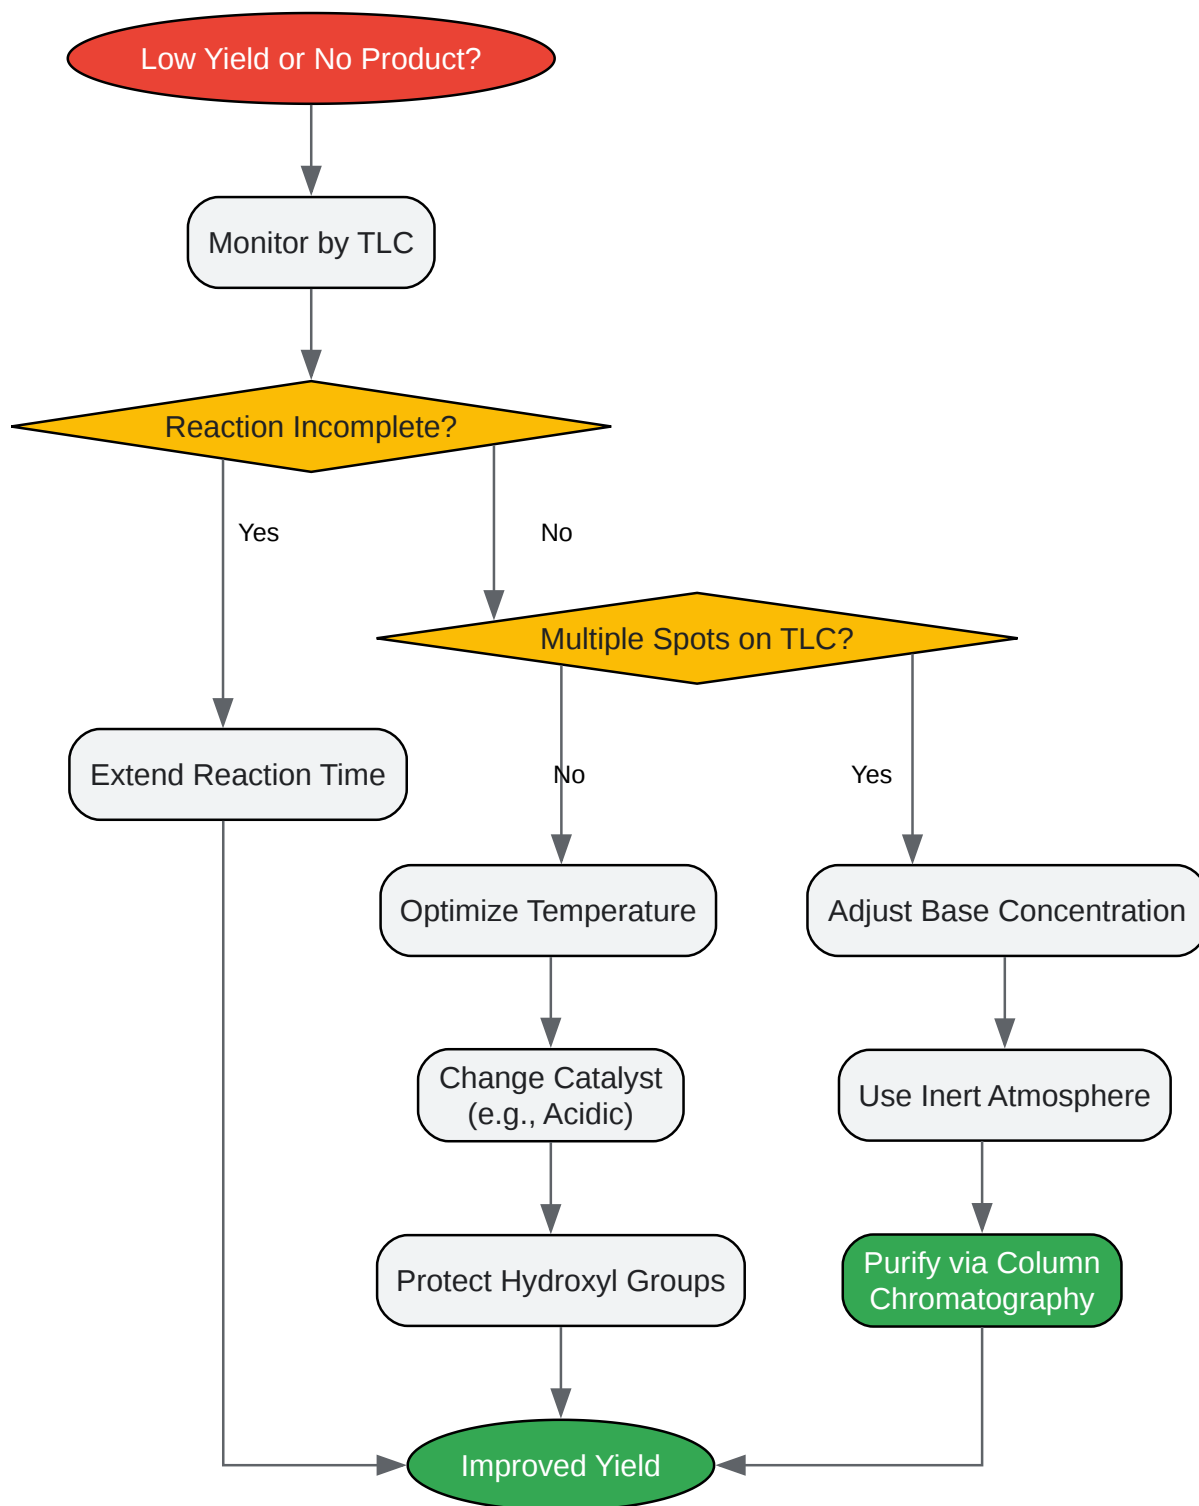 Low Yield or No Product?
Monitor by TLC
Reaction Incomplete?
Yes
No
Multiple Spots on TLC?
Extend Reaction Time
No
Yes
Optimize Temperature
Adjust Base Concentration
Change Catalyst
(e.g., Acidic)
Use Inert Atmosphere
Protect Hydroxyl Groups
Purify via Column
Chromatography
Improved Yield